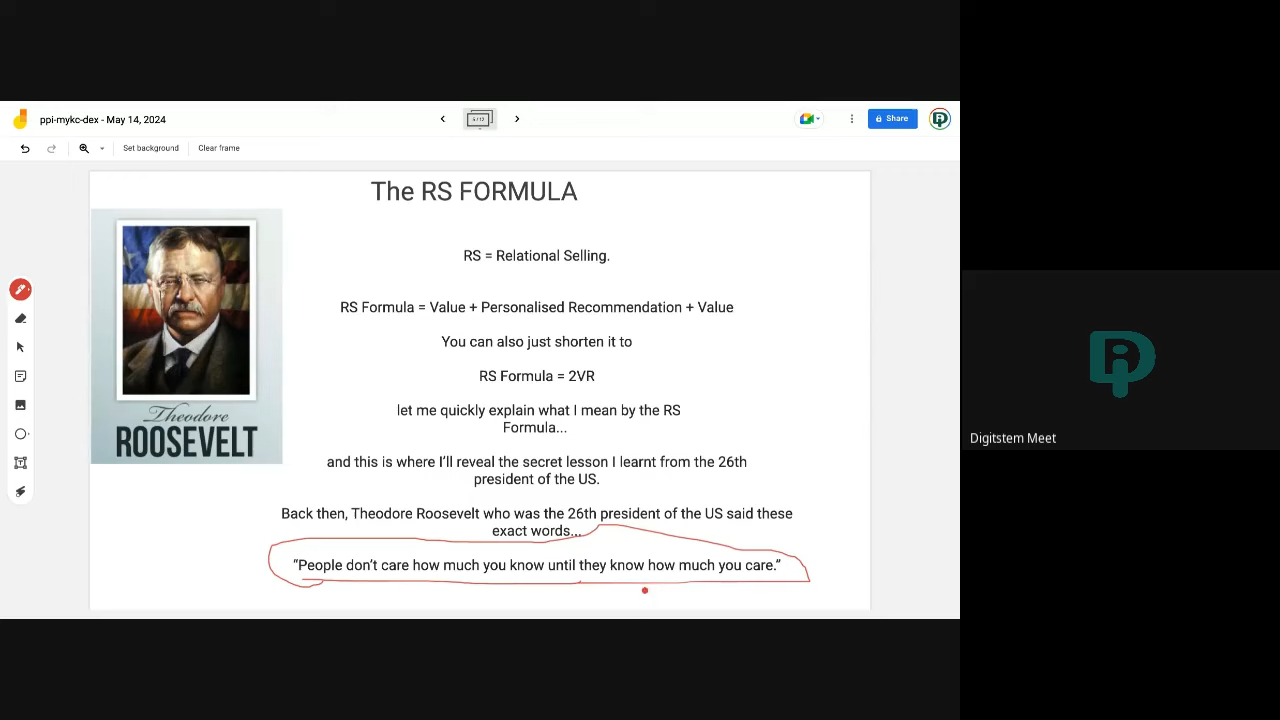 ppi-mykc-dex - May 14, 2024
Share
Set background
Clear frame
The RS FORMULA
RS = Relational Selling.
RS Formula = Value + Personalised Recommendation + Value
You can also just shorten it to
RS Formula = 2VR
let me quickly explain what I mean by the RS
Formula...
and this is where I'll reveal the secret lesson I learnt from the 26th
president of the US.
Back then, Theodore Roosevelt who was the 26th president of the US said these
exact words...
“People don’t care how much you know until they know how much you care.”
Theodore
ROOSEVELT
Digitstem Meet